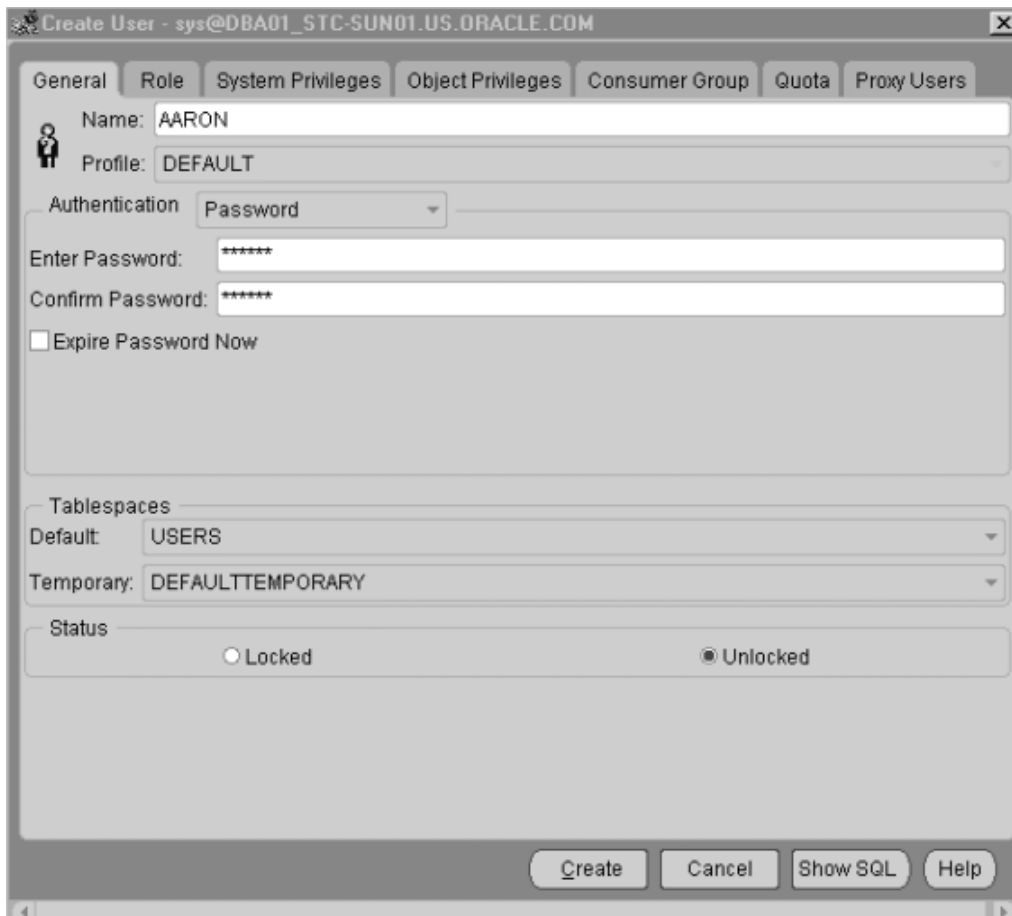 Create User - sys@DBA01_STC-SUN01.US.ORACLE.COM
General Role System Privileges Object Privileges Consumer Group Quota Proxy Users
Name: AARON
Profile: DEFAULT
Authentication Password
Enter Password: ******
Confirm Password: ******
Expire Password Now
Tablespaces
Default: USERS
Temporary: DEFAULTTEMPORARY
Status
Locked Unlocked
Create Cancel Show SQL Help